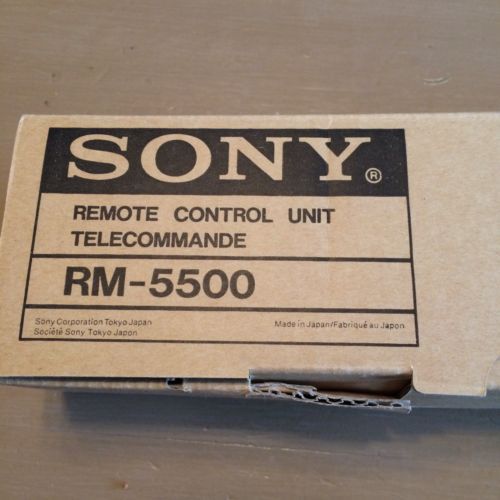 SONY®
REMOTE CONTROL UNIT
TELECOMMANDE
RM-5500
Sony Corporation Tokyo Japan
Société Sony Tokyo Japon
Made in Japan/Fabriqué au Japon